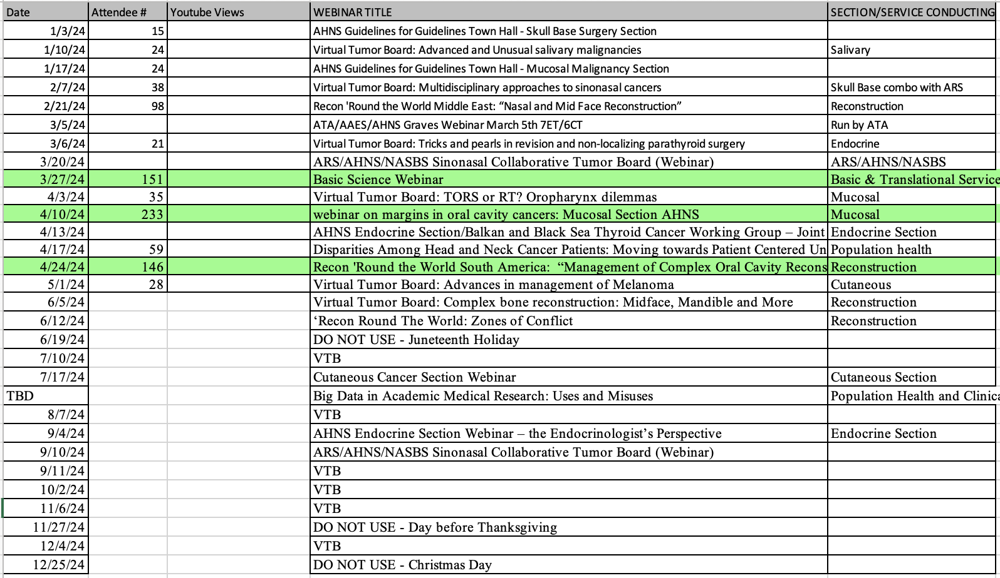 Date Attendee # Youtube Views WEBINAR TITLE SECTION/SERVICE CONDUCTING
1/3/24 15 AHNS Guidelines for Guidelines Town Hall - Skull Base Surgery Section
1/10/24 24 Virtual Tumor Board: Advanced and Unusual salivary malignancies Salivary
1/17/24 24 AHNS Guidelines for Guidelines Town Hall - Mucosal Malignancy Section
2/7/24 38 Virtual Tumor Board: Multidisciplinary approaches to sinonasal cancers Skull Base combo with ARS
2/21/24 98 Recon 'Round the World Middle East: “Nasal and Mid Face Reconstruction” Reconstruction
3/5/24 ATA/AAES/AHNS Graves Webinar March 5th 7ET/6CT Run by ATA
3/6/24 21 Virtual Tumor Board: Tricks and pearls in revision and non-localizing parathyroid surgery Endocrine
3/20/24 ARS/AHNS/NASBS Sinonasal Collaborative Tumor Board (Webinar) ARS/AHNS/NASBS
3/27/24 151 Basic Science Webinar Basic & Translational Service
4/3/24 35 Virtual Tumor Board: TORS or RT? Oropharynx dilemmas Mucosal
4/10/24 233 webinar on margins in oral cavity cancers: Mucosal Section AHNS Mucosal
4/13/24 AHNS Endocrine Section/Balkan and Black Sea Thyroid Cancer Working Group – Joint Endocrine Section
4/17/24 59 Disparities Among Head and Neck Cancer Patients: Moving towards Patient Centered Un Population health
4/24/24 146 Recon 'Round the World South America: “Management of Complex Oral Cavity Recons Reconstruction
5/1/24 28 Virtual Tumor Board: Advances in management of Melanoma Cutaneous
6/5/24 Virtual Tumor Board: Complex bone reconstruction: Midface, Mandible and More Reconstruction
6/12/24 ‘Recon Round The World: Zones of Conflict Reconstruction
6/19/24 DO NOT USE - Juneteenth Holiday
7/10/24 VTB
7/17/24 Cutaneous Cancer Section Webinar Cutaneous Section
TBD Big Data in Academic Medical Research: Uses and Misuses Population Health and Clinica
8/7/24 VTB
9/4/24 AHNS Endocrine Section Webinar – the Endocrinologist’s Perspective Endocrine Section
9/10/24 ARS/AHNS/NASBS Sinonasal Collaborative Tumor Board (Webinar)
9/11/24 VTB
10/2/24 VTB
11/6/24 VTB
11/27/24 DO NOT USE - Day before Thanksgiving
12/4/24 VTB
12/25/24 DO NOT USE - Christmas Day